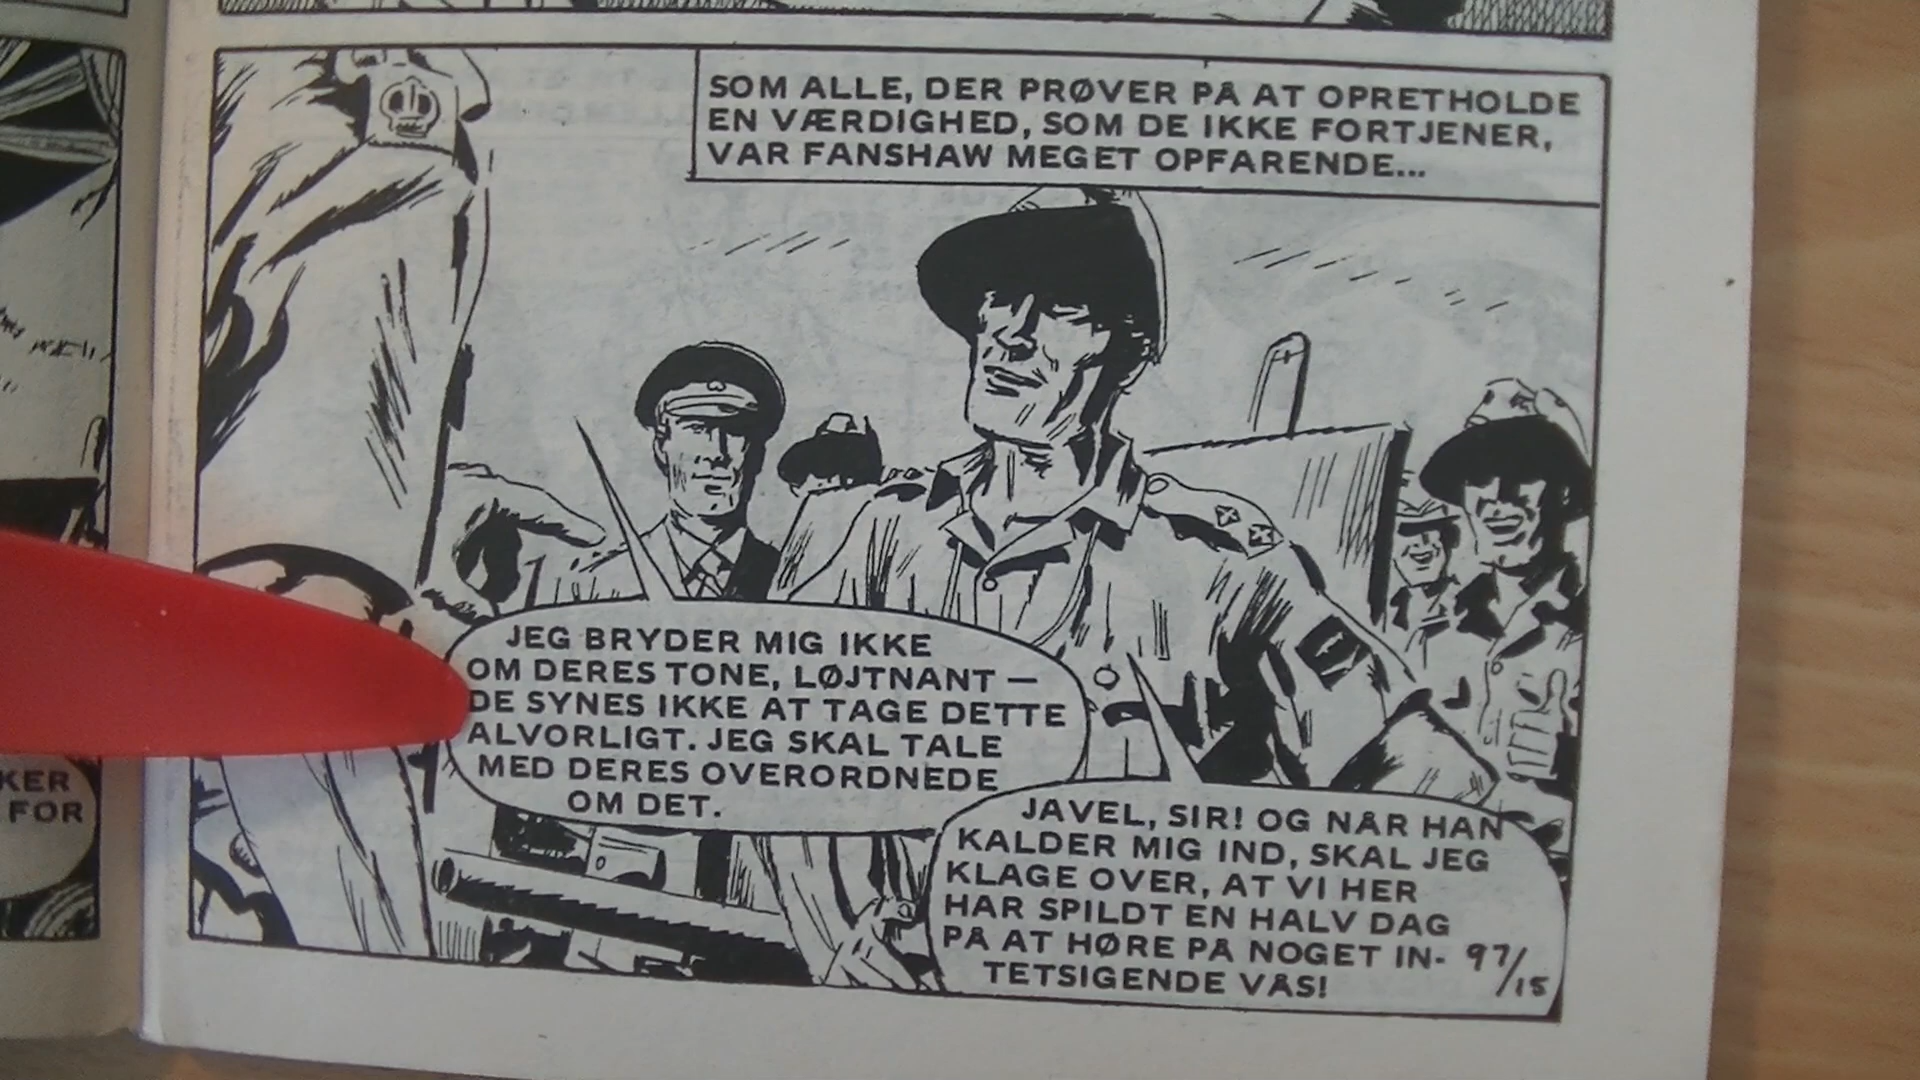 SOM ALLE, DER PRØVER PÅ AT OPRETHOLDE
EN VÆRDIGHED, SOM DE IKKE FORTJENER,
VAR FANSHAW MEGET OPFARENDE...
JEG BRYDER MIG IKKE
OM DERES TONE, LØJTNANT —
DE SYNES IKKE AT TAGE DETTE
ALVORLIGT. JEG SKAL TALE
MED DERES OVERORDNEDE
OM DET.
JAVEL, SIR! OG NÅR HAN
KALDER MIG IND, SKAL JEG
KLAGE OVER, AT VI HER
HAR SPILDT EN HALV DAG
PÅ AT HØRE PÅ NOGET IN-
TETSIGENDE VÅS!
97/15
KER
FOR